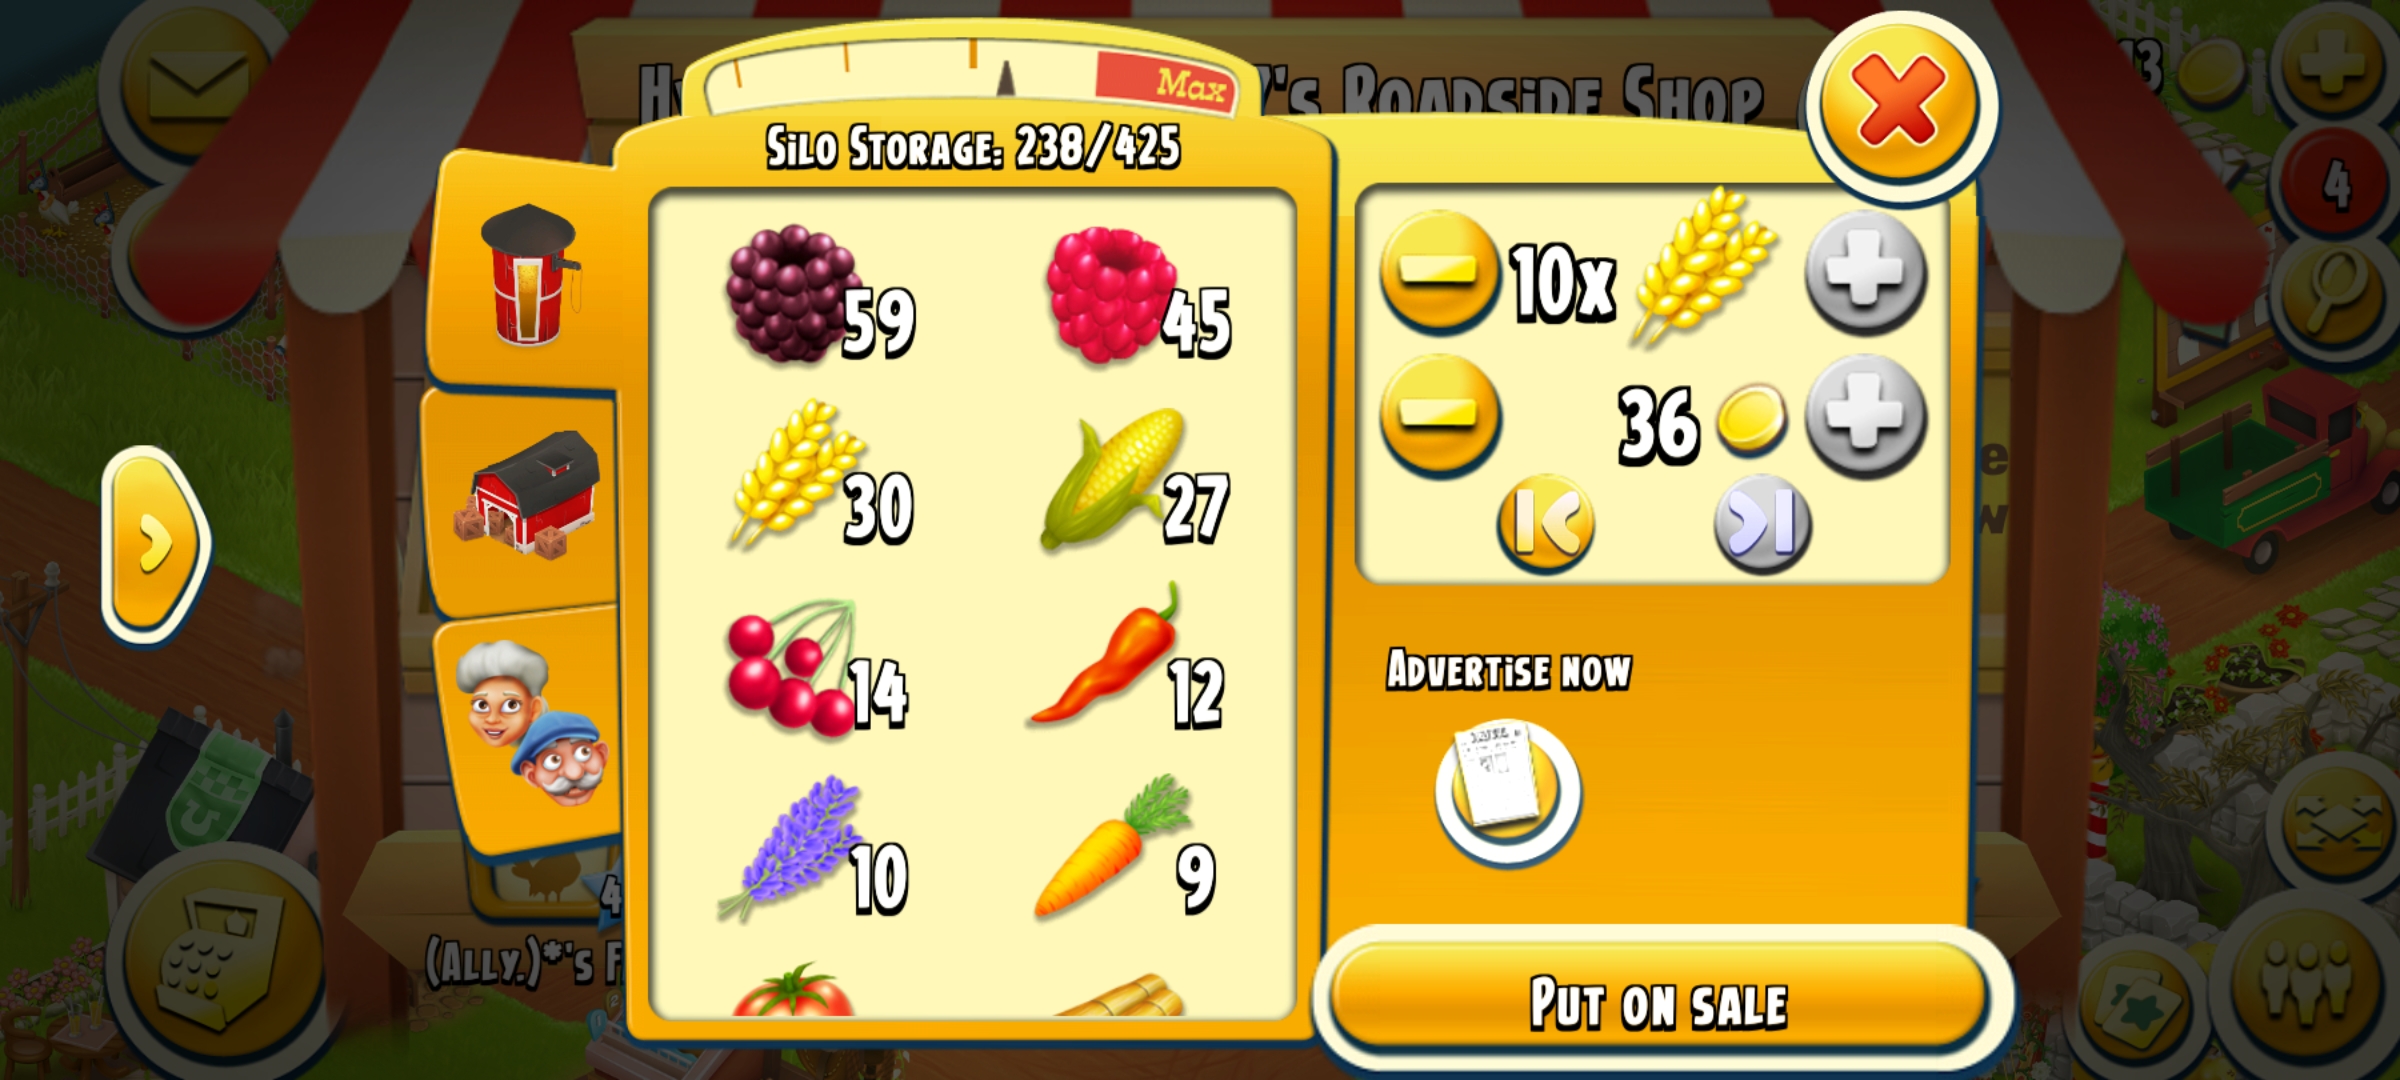 's Roadside Shop
Max
Silo Storage: 238/425
59
45
10x
30
27
36
14
12
10
9
Advertise now
Put on sale
4
(Ally.)*'s